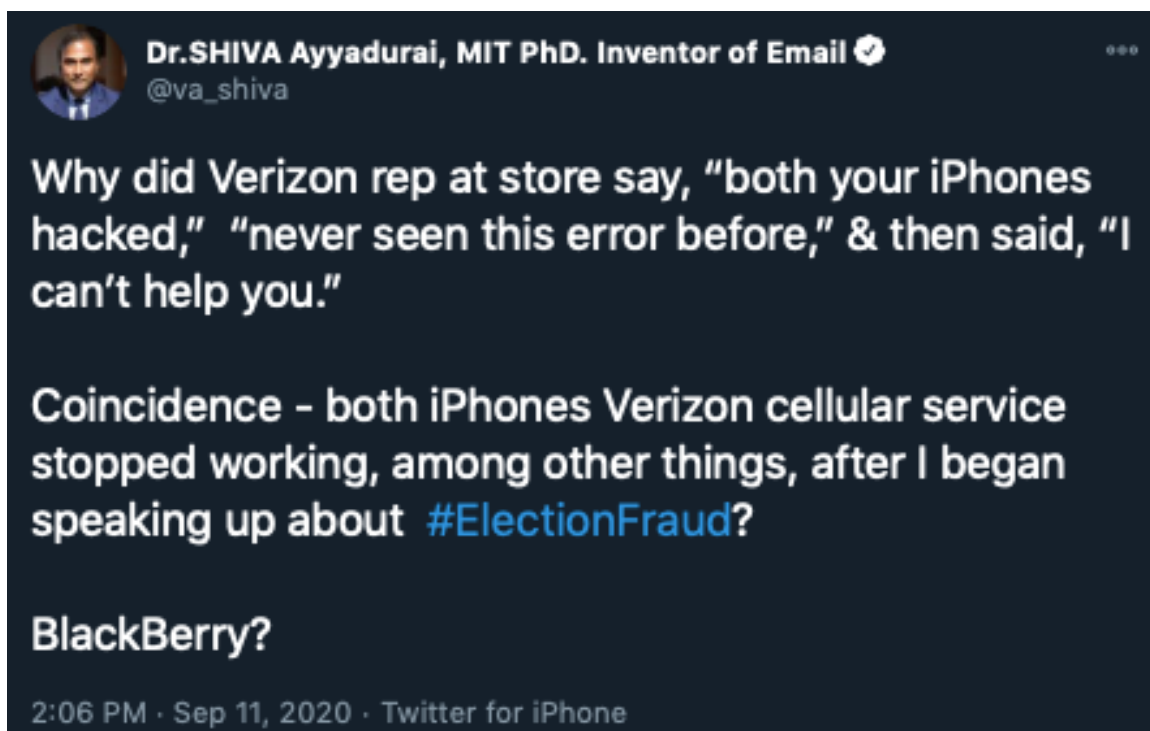 Dr.SHIVA Ayyadurai, MIT PhD. Inventor of Email
@va_shiva
Why did Verizon rep at store say, “both your iPhones
hacked,”  “never seen this error before,” & then said, “I
can’t help you.”
Coincidence - both iPhones Verizon cellular service
stopped working, among other things, after I began
speaking up about  #ElectionFraud?
BlackBerry?
2:06 PM · Sep 11, 2020 · Twitter for iPhone